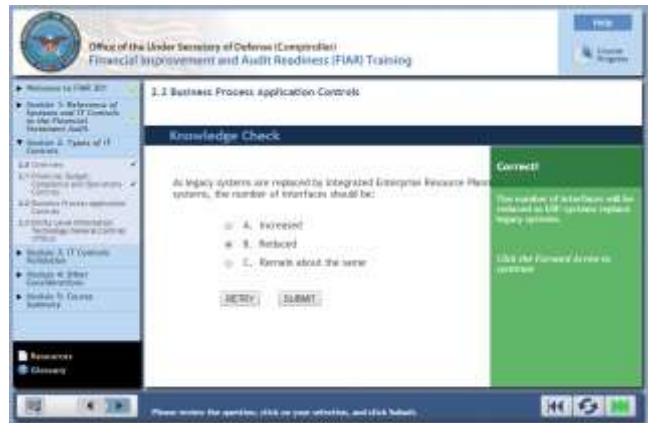 Help
Office of the Under Secretary of Defense (Comptroller)
Financial Improvement and Audit Readiness (FIAR) Training
Course
Progress
Welcome to FIAR 201
Module 1: Relevance of
Systems and IT Controls
to the Financial
Statement Audit
Module 2: Types of IT
Controls
2.0 Overview
2.1 Financial, Budget,
Compliance and Operations
Controls
2.2 Business Process Application
Controls
2.3 Entity Level Information
Technology General Controls
Module 3: IT Controls
Module 4: Other
Considerations
Module 5: Course
Summary
Resources
Glossary
2.2 Business Process Application Controls
Knowledge Check
As legacy systems are replaced by Integrated Enterprise Resource Plann
systems, the number of interfaces should be:
A. Increased
B. Reduced
C. Remain about the same
RETRY
SUBMIT
Correct!
The number of interfaces will be
reduced as ERP systems replace
legacy systems.
Click the Forward Arrow to
continue
Please review the question, click on your selection, and click Submit.